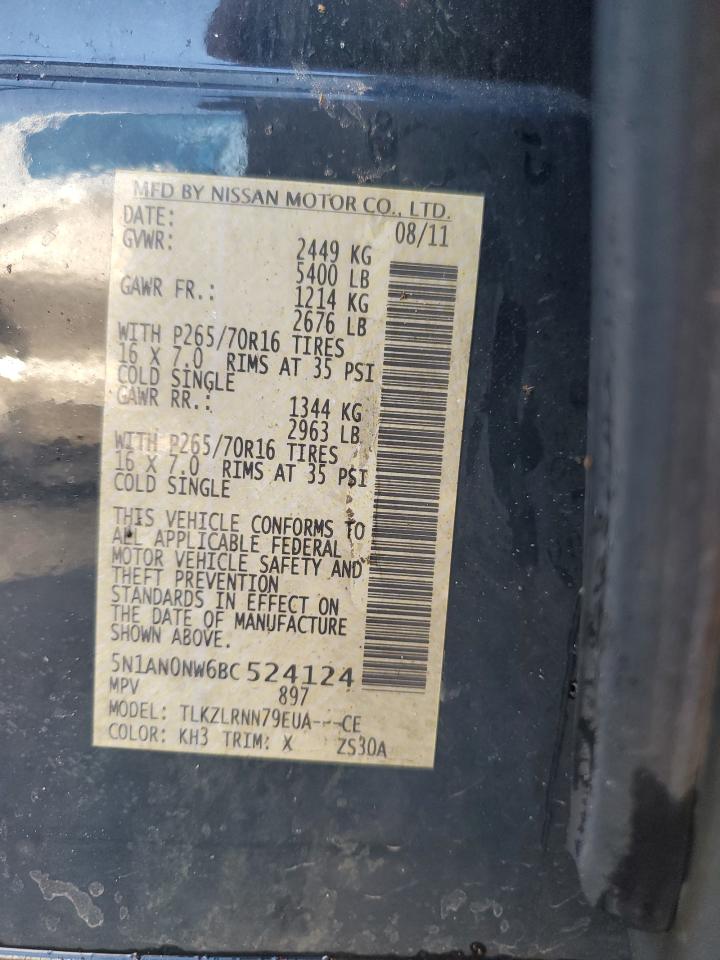 MFD BY NISSAN MOTOR CO., LTD.
DATE: 08/11
GVWR: 2449 KG
5400 LB
GAWR FR.: 1214 KG
2676 LB
WITH P265/70R16 TIRES
16 X 7.0 RIMS AT 35 PSI
COLD SINGLE
GAWR RR.: 1344 KG
2963 LB
WITH P265/70R16 TIRES
16 X 7.0 RIMS AT 35 PSI
COLD SINGLE
THIS VEHICLE CONFORMS TO
ALL APPLICABLE FEDERAL
MOTOR VEHICLE SAFETY AND
THEFT PREVENTION
STANDARDS IN EFFECT ON
THE DATE OF MANUFACTURE
SHOWN ABOVE.
5N1AN0NW6BC 524124
MPV 897
MODEL: TLKZLRNN79EUA---CE
COLOR: KH3 TRIM: X ZS30A